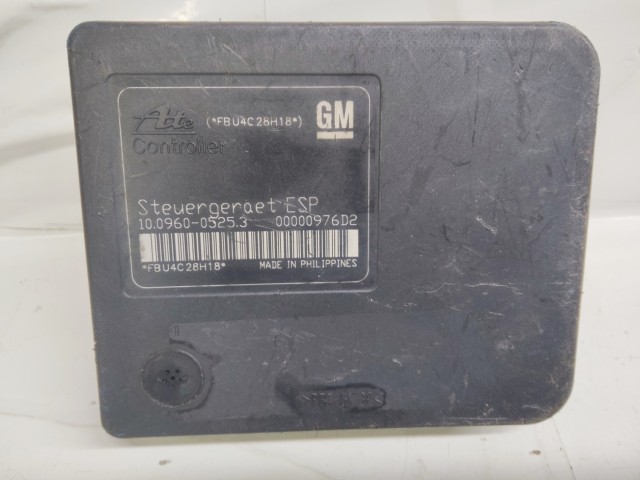 Ate (*FBU4C28H18*) GM
Controller
Steuergeraet ESP
10.0960-0525.3 00000976D2
*FBU4C28H18* MADE IN PHILIPPINES